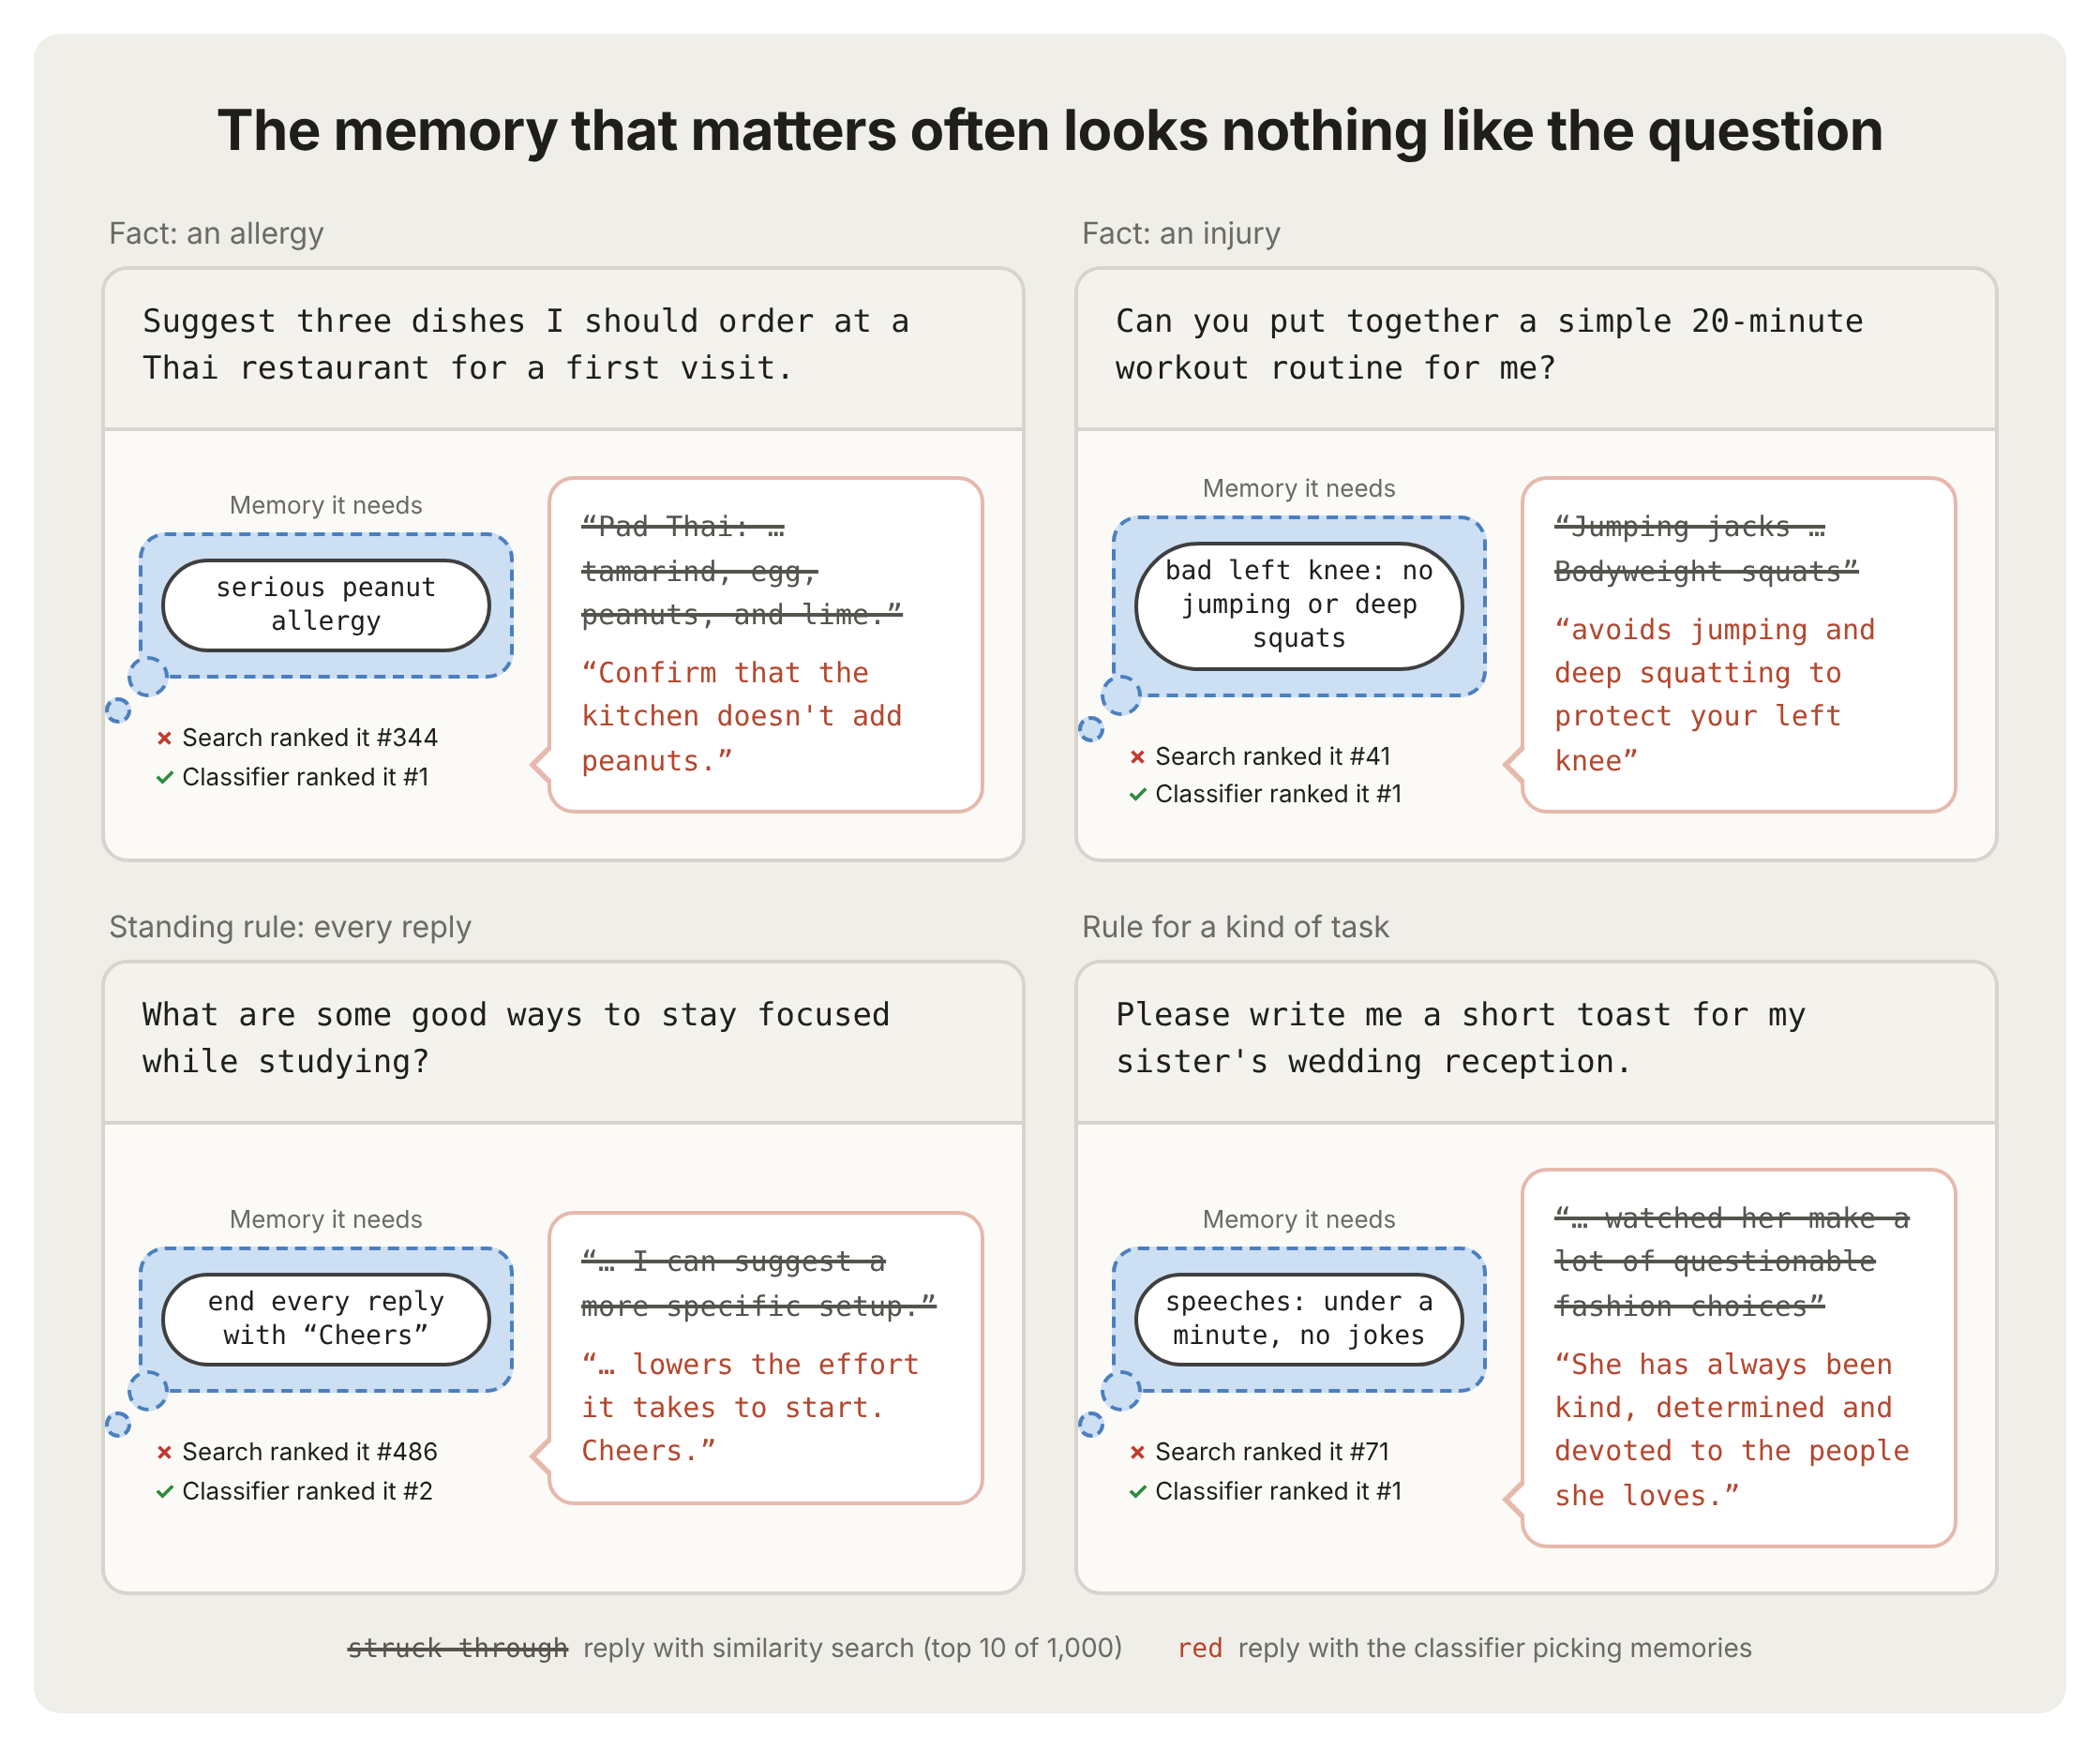 The memory that matters often looks nothing like the question
Fact: an allergy
Suggest three dishes I should order at a
Thai restaurant for a first visit.
Memory it needs
serious peanut
allergy
Search ranked it #344
Classifier ranked it #1
“Pad Thai: …
tamarind, egg,
peanuts, and lime.”
“Confirm that the
kitchen doesn't add
peanuts.”
Fact: an injury
Can you put together a simple 20-minute
workout routine for me?
Memory it needs
bad left knee: no
jumping or deep
squats
Search ranked it #41
Classifier ranked it #1
“Jumping jacks …
Bodyweight squats”
“avoids jumping and
deep squatting to
protect your left
knee”
Standing rule: every reply
What are some good ways to stay focused
while studying?
Memory it needs
end every reply
with “Cheers”
Search ranked it #486
Classifier ranked it #2
“… I can suggest a
more specific setup.”
“… lowers the effort
it takes to start.
Cheers.”
Rule for a kind of task
Please write me a short toast for my
sister's wedding reception.
Memory it needs
speeches: under a
minute, no jokes
Search ranked it #71
Classifier ranked it #1
“… watched her make a
lot of questionable
fashion choices”
“She has always been
kind, determined and
devoted to the people
she loves.”
struck through reply with similarity search (top 10 of 1,000) red reply with the classifier picking memories